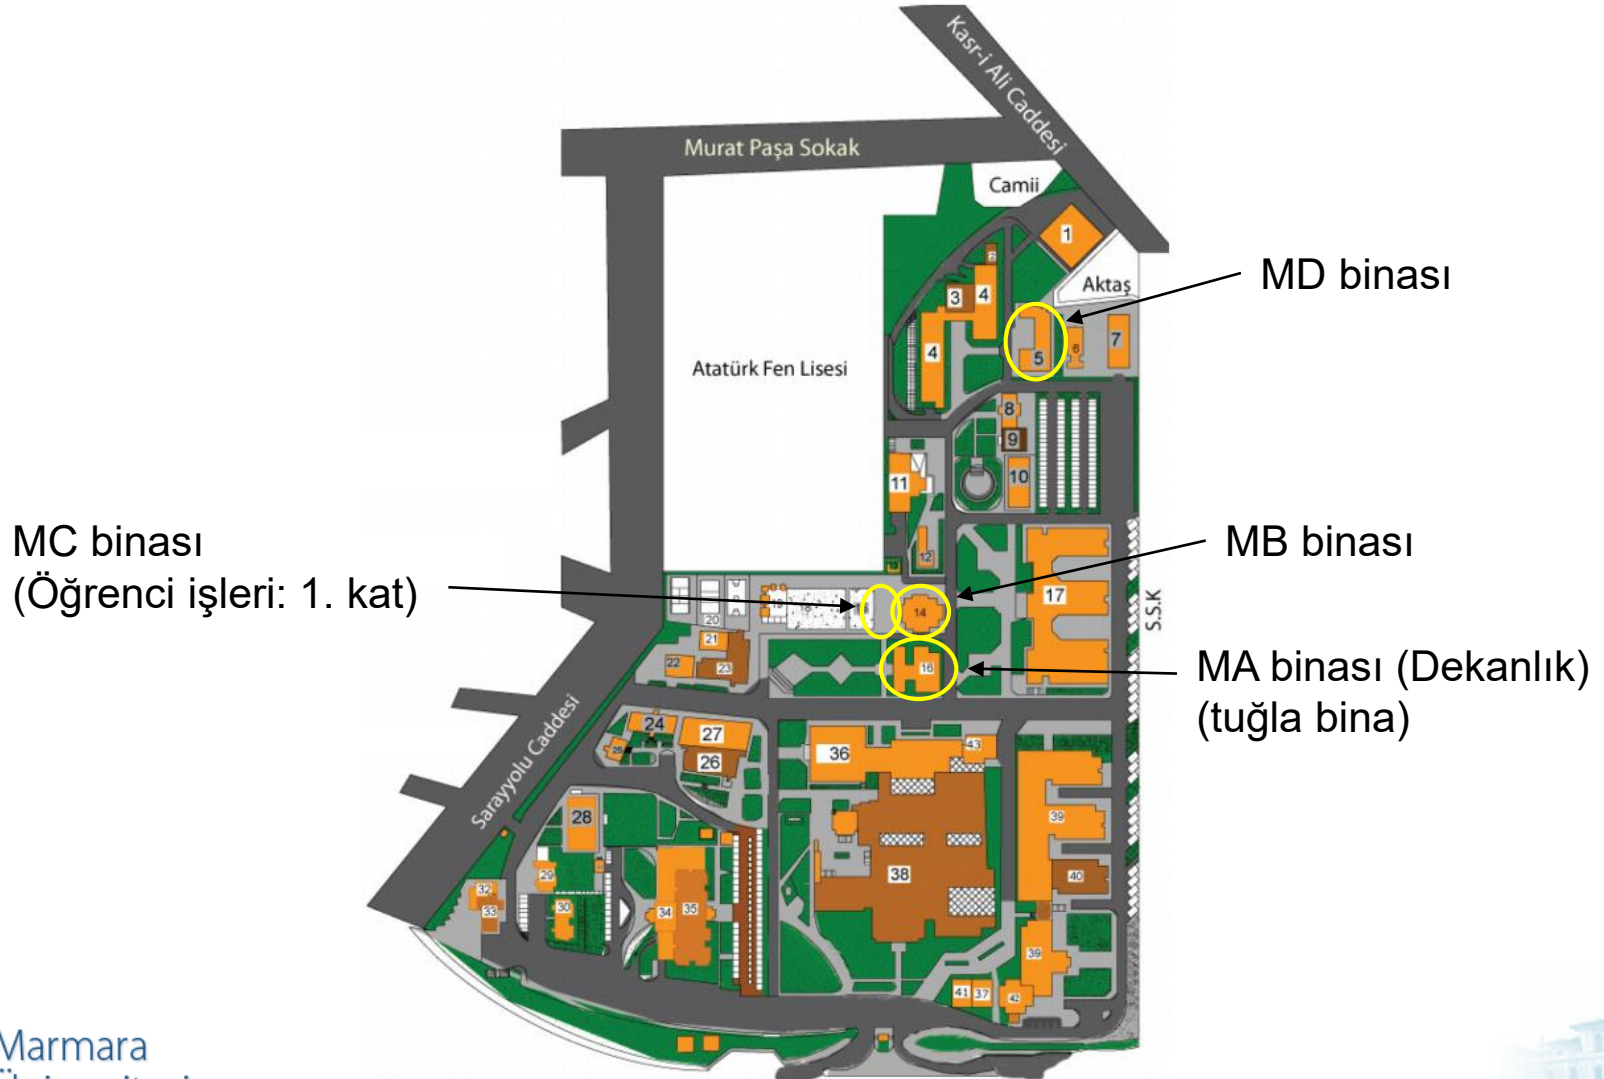 Kasr-i Ali Caddesi
Murat Paşa Sokak
Camii
1
2
Aktaş
MD binası
3
4
4
5
6
7
Atatürk Fen Lisesi
8
9
10
11
12
MC binası
(Öğrenci işleri: 1. kat)
MB binası
14
17
S.S.K
20
21
22
23
16
MA binası (Dekanlık)
(tuğla bina)
Sarayyolu Caddesi
24
27
26
36
43
28
39
29
38
40
32
33
30
34
35
39
41
37
42
Marmara